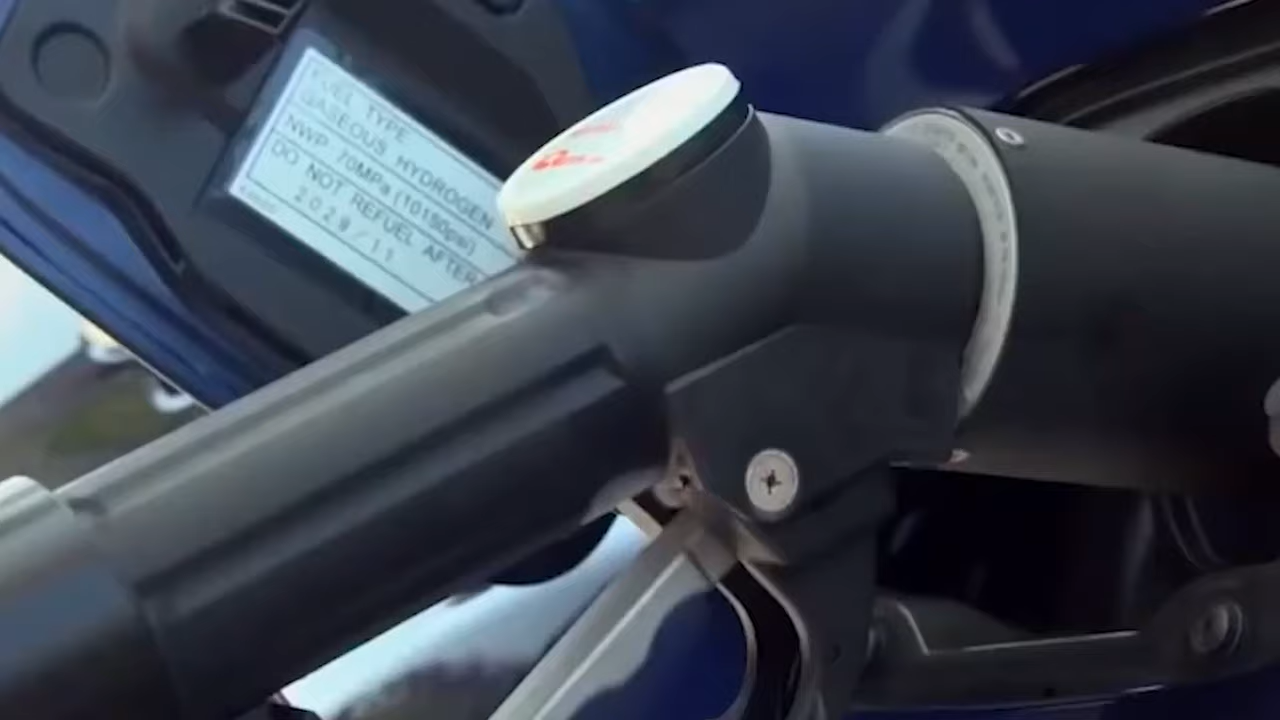 FUEL TYPE
GASEOUS HYDROGEN
NWP 70MPa (10150psi)
DO NOT REFUEL AFTER
2029/11